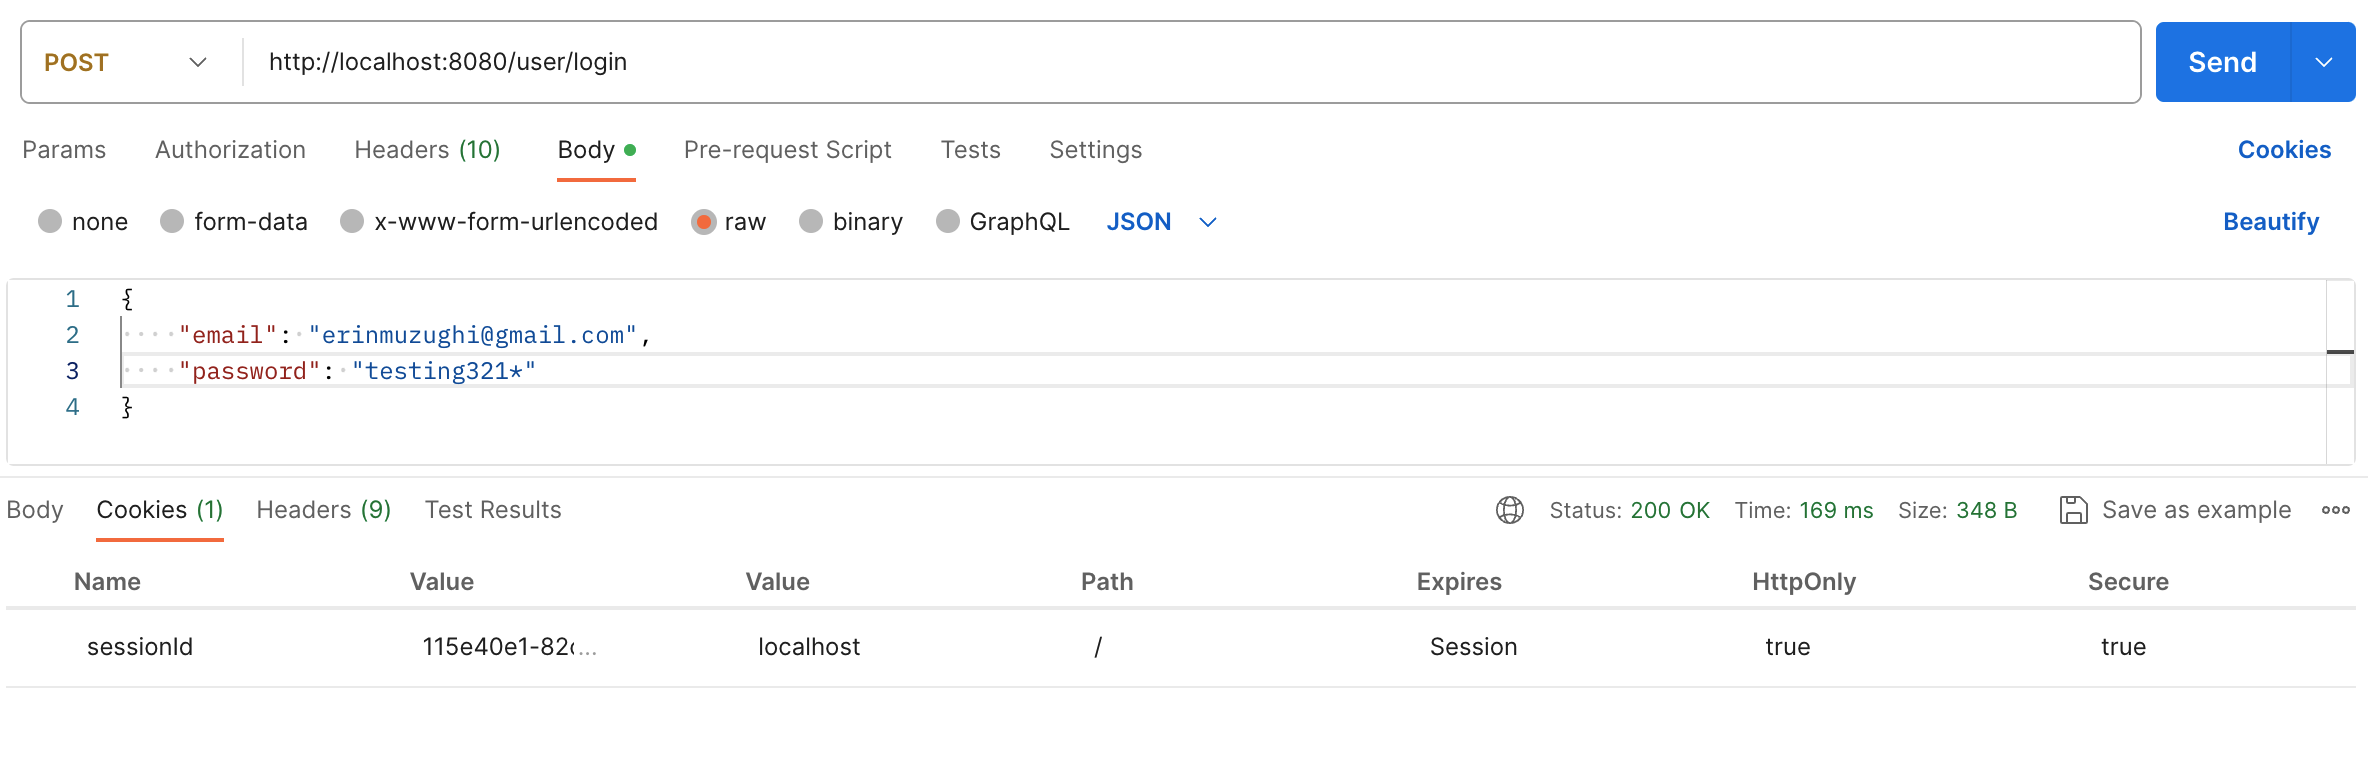 POST http://localhost:8080/user/login Send
Params Authorization Headers (10) Body Pre-request Script Tests Settings Cookies
none form-data x-www-form-urlencoded raw binary GraphQL JSON Beautify
1 {
2 "email": "erinmuzughi@gmail.com",
3 "password": "testing321*"
4 }
Body Cookies (1) Headers (9) Test Results Status: 200 OK Time: 169 ms Size: 348 B Save as example
Name Value Value Path Expires HttpOnly Secure
sessionId 115e40e1-82... localhost / Session true true